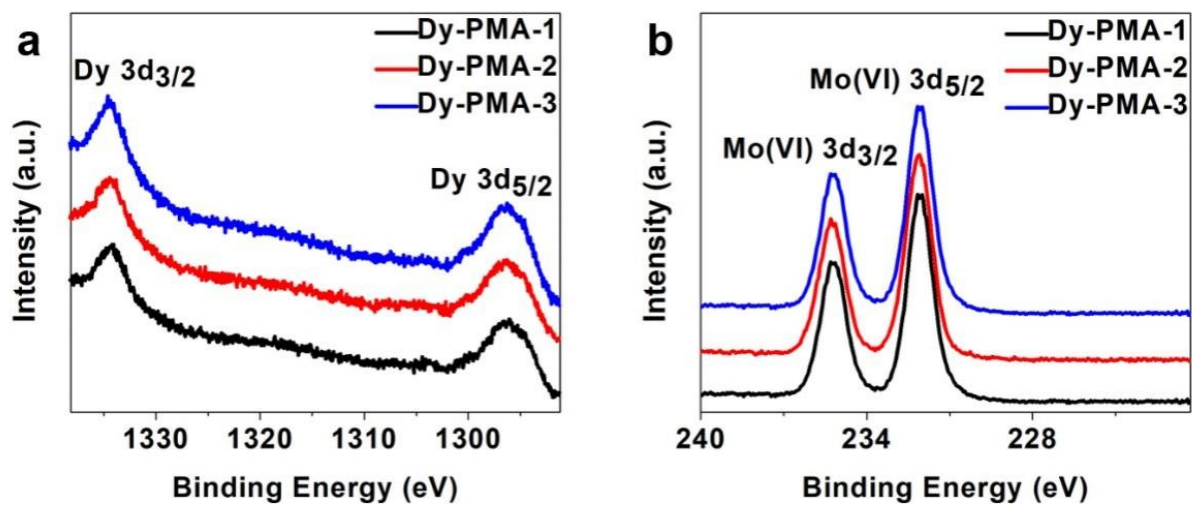 a
Dy-PMA-1
Dy-PMA-2
Dy-PMA-3
Dy 3d3/2
Dy 3d5/2
Intensity (a.u.)
1330
1320
1310
1300
Binding Energy (eV)
b
Dy-PMA-1
Dy-PMA-2
Dy-PMA-3
Mo(VI) 3d5/2
Mo(VI) 3d3/2
Intensity (a.u.)
240
234
228
Binding Energy (eV)